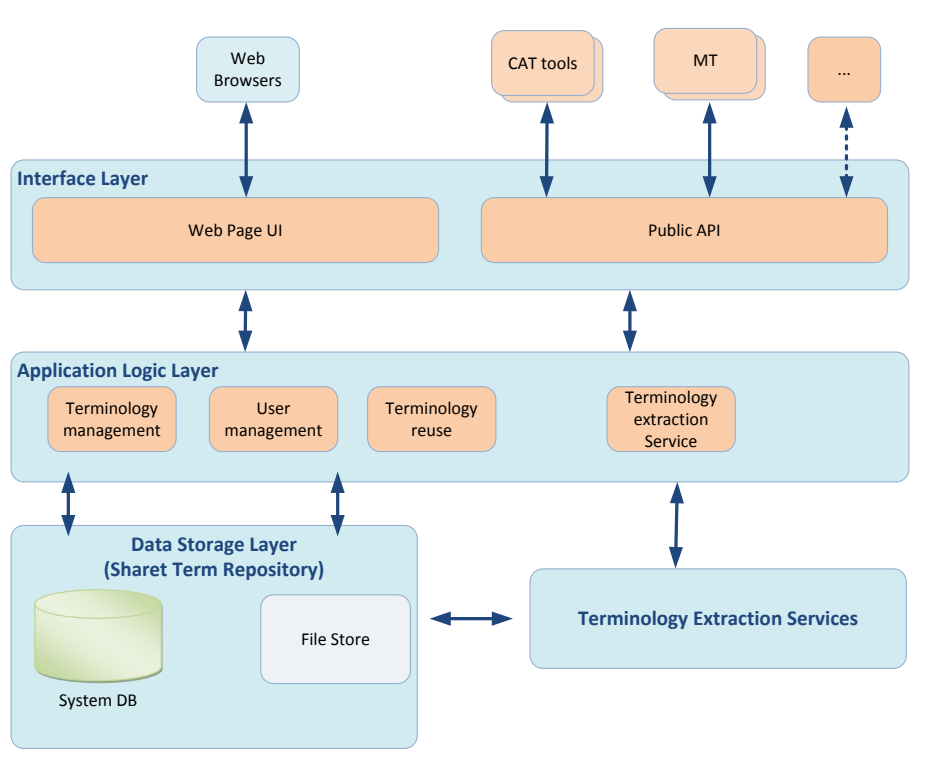 Web
Browsers
CAT tools
MT
...
Interface Layer
Web Page UI
Public API
Application Logic Layer
Terminology
management
User
management
Terminology
reuse
Terminology
extraction
Service
Data Storage Layer
(Sharet Term Repository)
System DB
File Store
Terminology Extraction Services